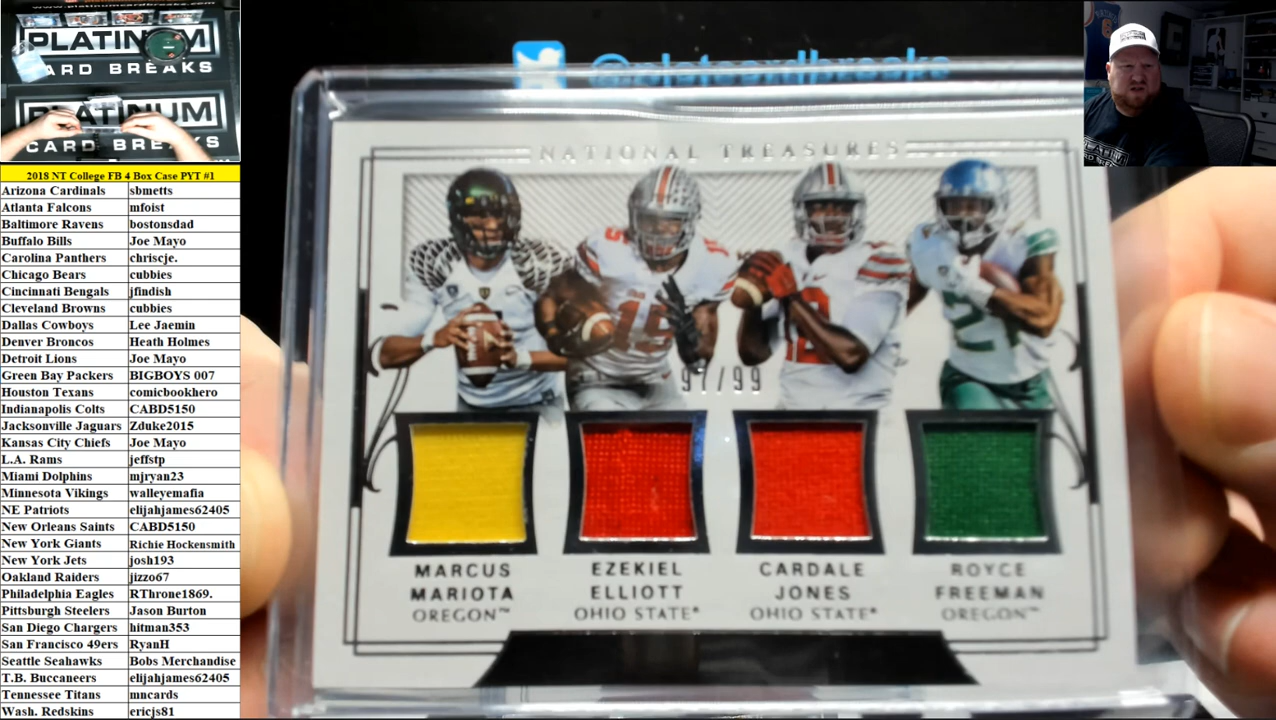 www.platinumcardbreaks.com
PLATINUM
CARD BREAKS
PLATINUM
CARD BREAKS
2018 NT College FB 4 Box Case PYT #1
Arizona Cardinals sbmetts
Atlanta Falcons mfoist
Baltimore Ravens bostonsdad
Buffalo Bills Joe Mayo
Carolina Panthers chriscje.
Chicago Bears cubbies
Cincinnati Bengals jfindish
Cleveland Browns cubbies
Dallas Cowboys Lee Jaemin
Denver Broncos Heath Holmes
Detroit Lions Joe Mayo
Green Bay Packers BIGBOYS 007
Houston Texans comicbookhero
Indianapolis Colts CABD5150
Jacksonville Jaguars Zduke2015
Kansas City Chiefs Joe Mayo
L.A. Rams jeffstp
Miami Dolphins mjryan23
Minnesota Vikings walleyemafia
NE Patriots elijahjames62405
New Orleans Saints CABD5150
New York Giants Richie Hockensmith
New York Jets josh193
Oakland Raiders jizzo67
Philadelphia Eagles RThrone1869.
Pittsburgh Steelers Jason Burton
San Diego Chargers hitman353
San Francisco 49ers RyanH
Seattle Seahawks Bobs Merchandise
T.B. Buccaneers elijahjames62405
Tennessee Titans mncards
Wash. Redskins ericjs81
@platcardbreaks
NATIONAL TREASURES
97/99
MARCUS MARIOTA OREGON™
EZEKIEL ELLIOTT OHIO STATE®
CARDALE JONES OHIO STATE®
ROYCE FREEMAN OREGON™
PLATINUM